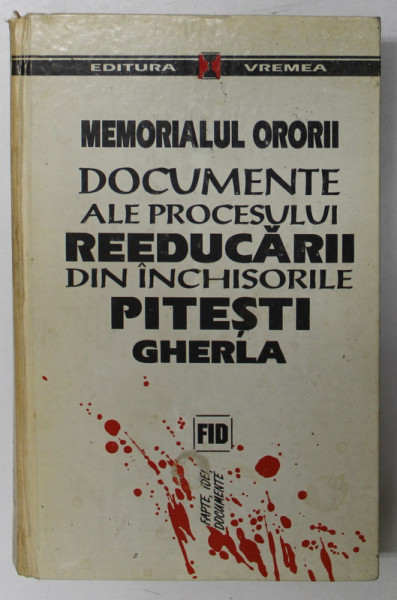 EDITURA VREMEA
MEMORIALUL ORORII
DOCUMENTE
ALE PROCESULUI
REEDUCĂRII
DIN ÎNCHISORILE
PITEȘTI
GHERLA
FID
FAPTE, IDEI,
DOCUMENTE